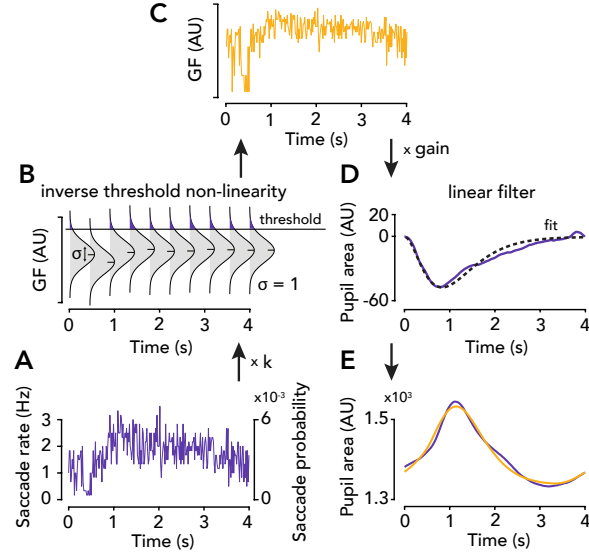 C
GF (AU)
0 1 2 3 4
Time (s)
x gain
B
inverse threshold non-linearity
threshold
GF (AU)
σ
σ = 1
0 1 2 3 4
Time (s)
D
linear filter
fit
Pupil area (AU)
20
0
-60
0 1 2 3 4
Time (s)
x k
A
Saccade rate (Hz)
3
2
1
0
x10-3
6
0
Saccade probability
0 1 2 3 4
Time (s)
E
x10³
Pupil area (AU)
1.5
1.3
0 1 2 3 4
Time (s)